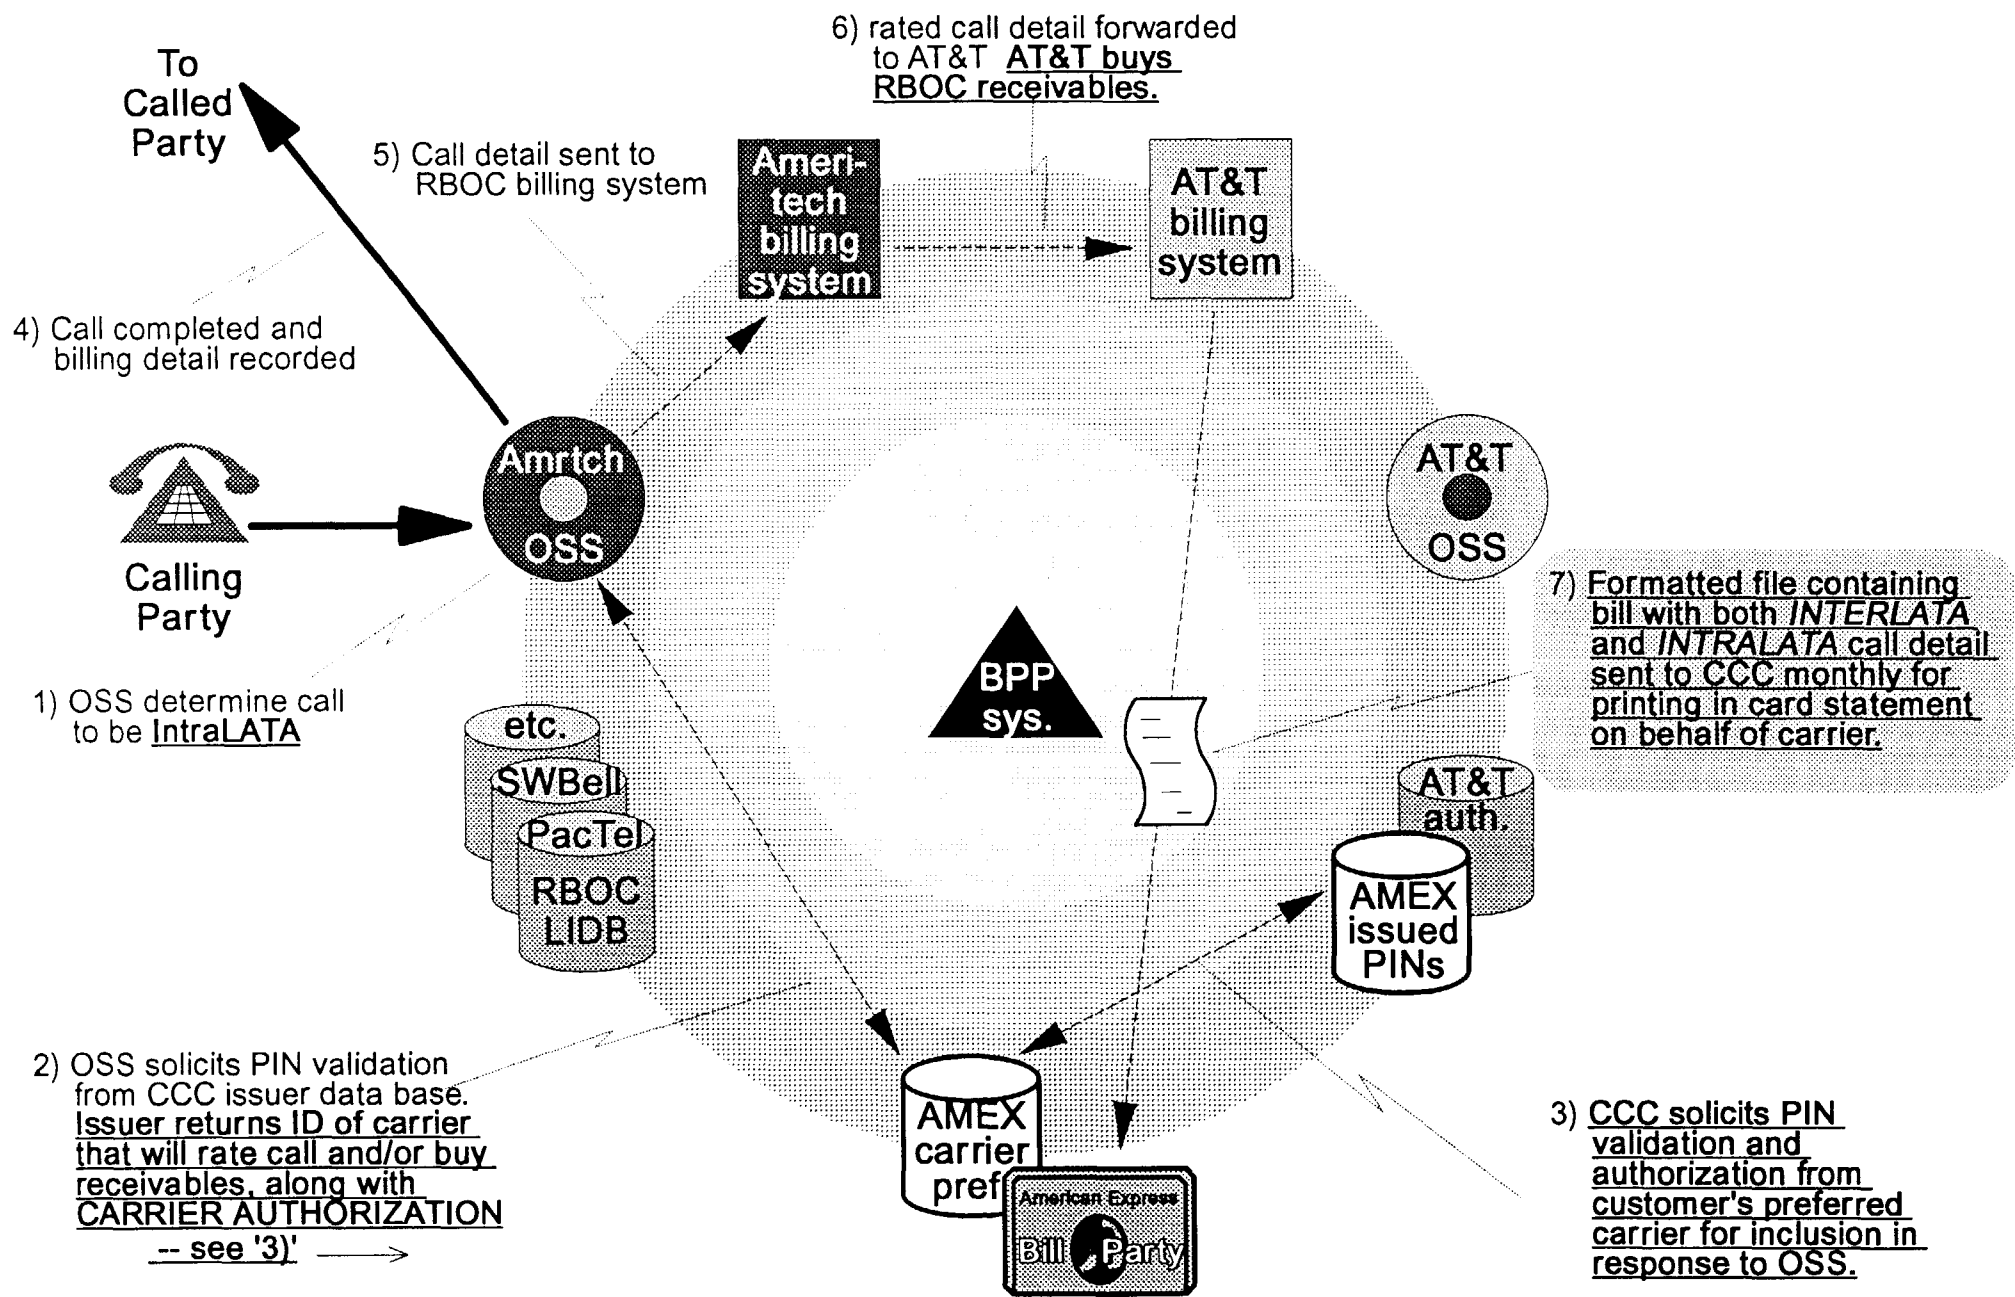 6) rated call detail forwarded
to AT&T AT&T buys
RBOC receivables.
To
Called
Party
5) Call detail sent to
RBOC billing system
Ameri-
tech
billing
system
AT&T
billing
system
4) Call completed and
billing detail recorded
Amrtch
OSS
AT&T
OSS
Calling
Party
7) Formatted file containing
bill with both INTERLATA
and INTRALATA call detail
sent to CCC monthly for
printing in card statement
on behalf of carrier.
1) OSS determine call
to be IntraLATA
BPP
sys.
etc.
SWBell
PacTel
RBOC
LIDB
AT&T
auth.
AMEX
issued
PINs
2) OSS solicits PIN validation
from CCC issuer data base.
Issuer returns ID of carrier
that will rate call and/or buy
receivables, along with
CARRIER AUTHORIZATION
-- see '3)'
AMEX
carrier
pref
American Express
Bill Party
3) CCC solicits PIN
validation and
authorization from
customer's preferred
carrier for inclusion in
response to OSS.